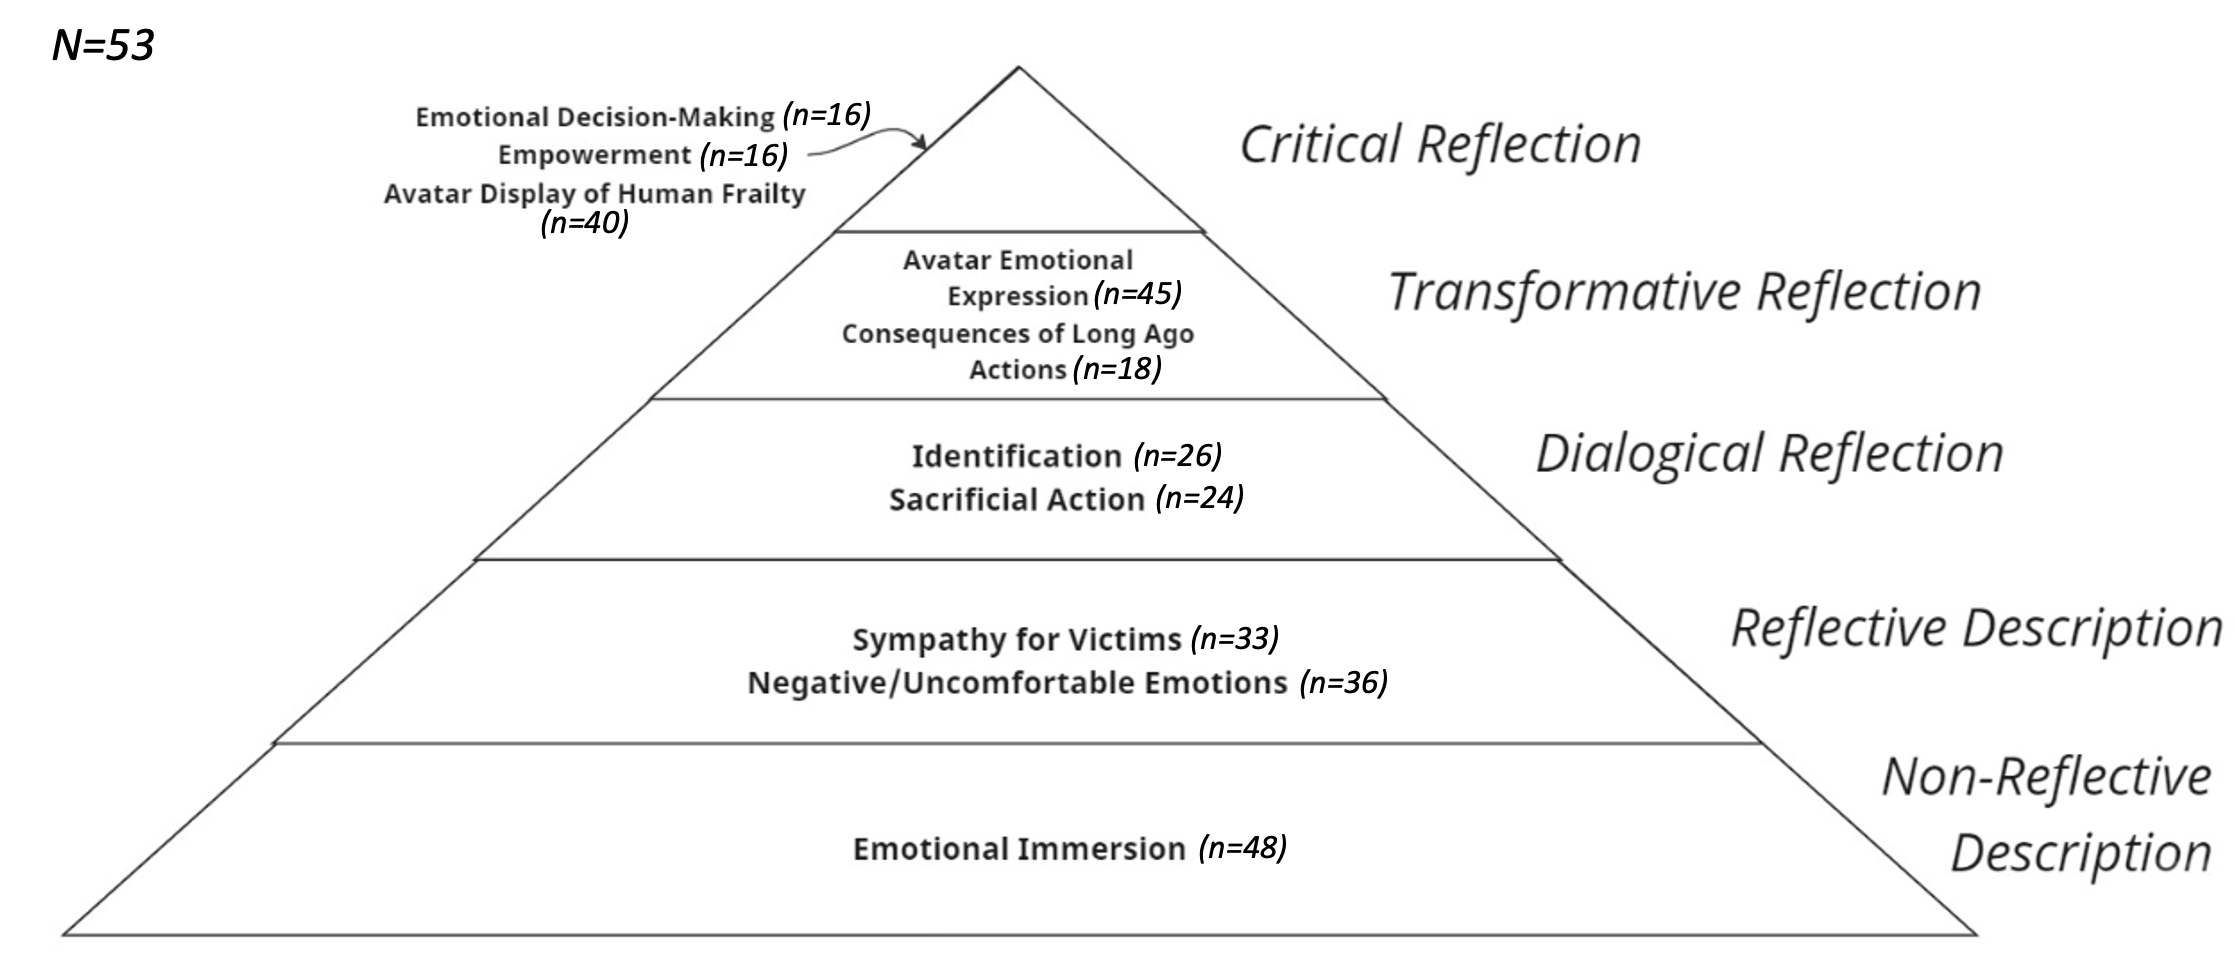 N=53
Emotional Decision-Making (n=16)
Empowerment (n=16)
Avatar Display of Human Frailty
(n=40)
Critical Reflection
Avatar Emotional
Expression (n=45)
Consequences of Long Ago
Actions (n=18)
Transformative Reflection
Identification (n=26)
Sacrificial Action (n=24)
Dialogical Reflection
Sympathy for Victims (n=33)
Negative/Uncomfortable Emotions (n=36)
Reflective Description
Emotional Immersion (n=48)
Non-Reflective
Description